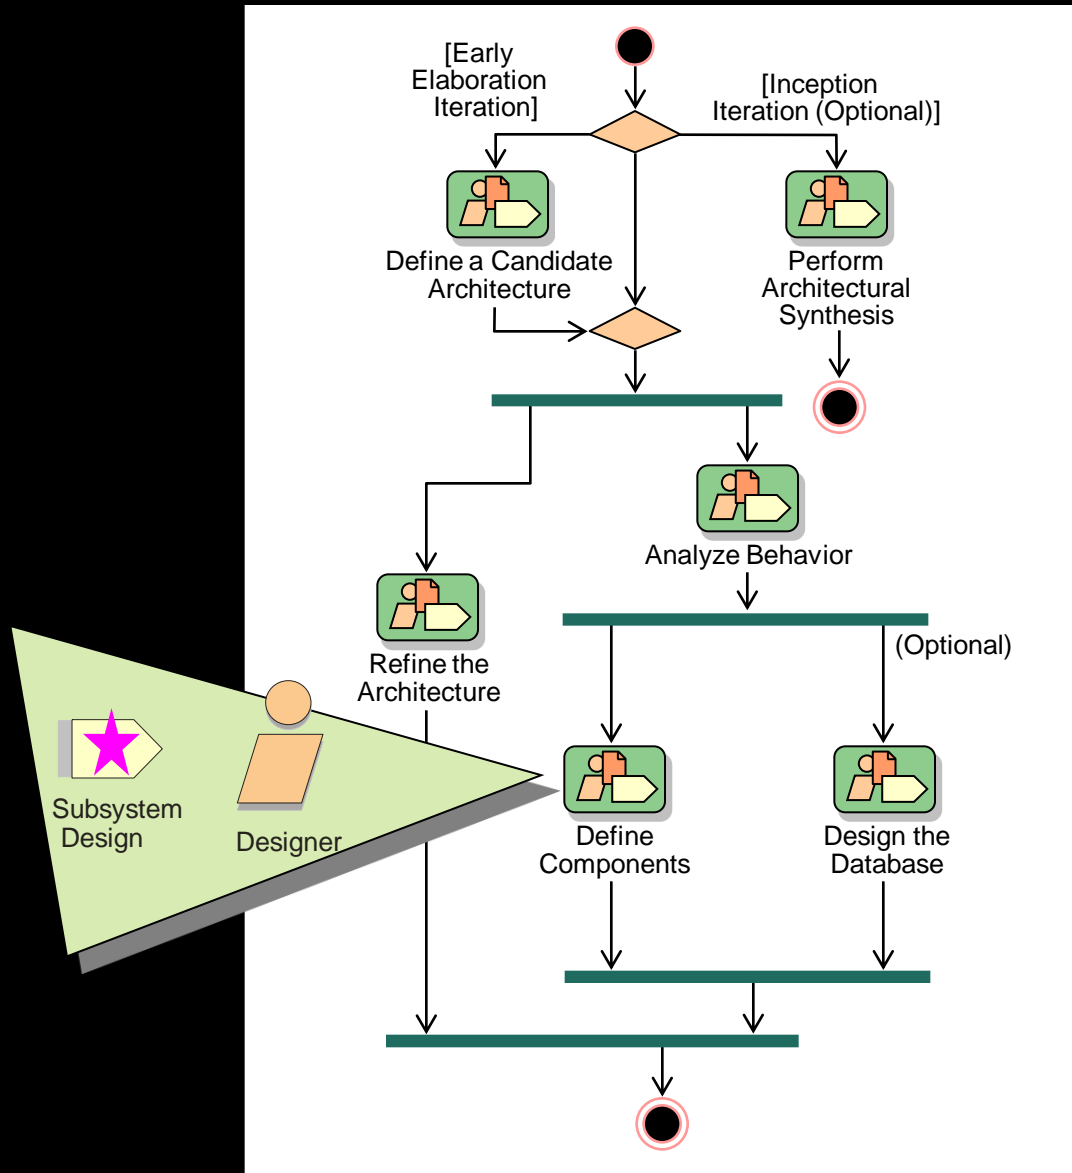 [Early
Elaboration
Iteration]
[Inception
Iteration (Optional)]
Define a Candidate
Architecture
Perform
Architectural
Synthesis
Analyze Behavior
(Optional)
Refine the
Architecture
Subsystem
Design
Designer
Define
Components
Design the
Database